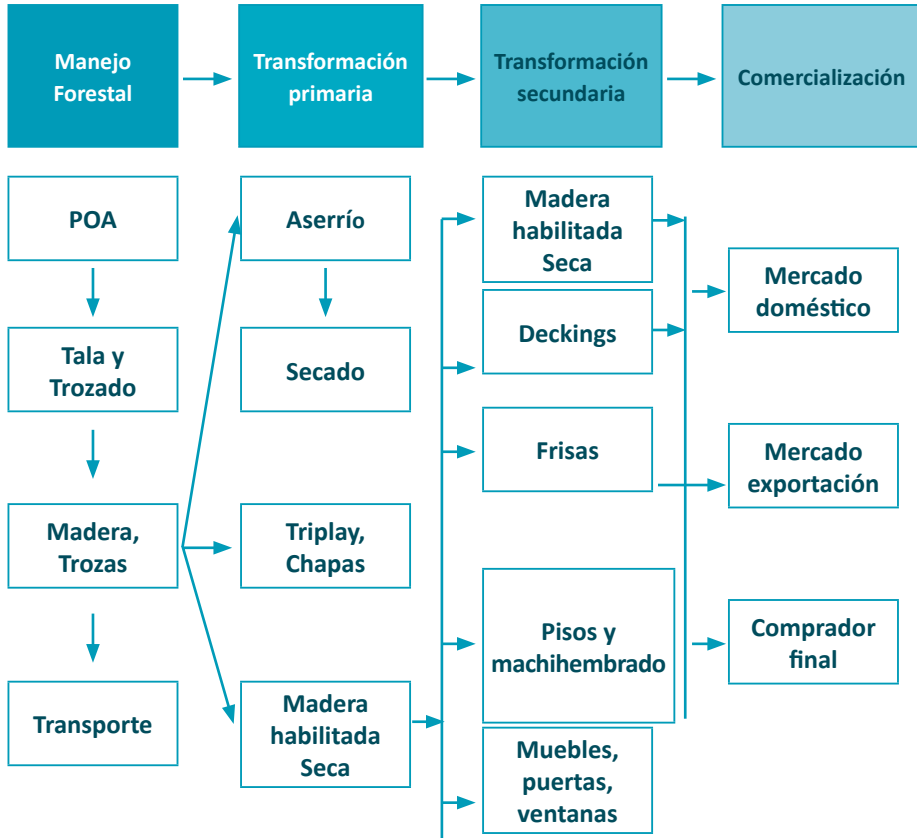 Manejo
Forestal
Transformación
primaria
Transformación
secundaria
Comercialización
POA
Tala y
Trozado
Madera,
Trozas
Transporte
Aserrío
Secado
Triplay,
Chapas
Madera
habilitada
Seca
Madera
habilitada
Seca
Deckings
Frisas
Pisos y
machihembrado
Muebles,
puertas,
ventanas
Mercado
doméstico
Mercado
exportación
Comprador
final